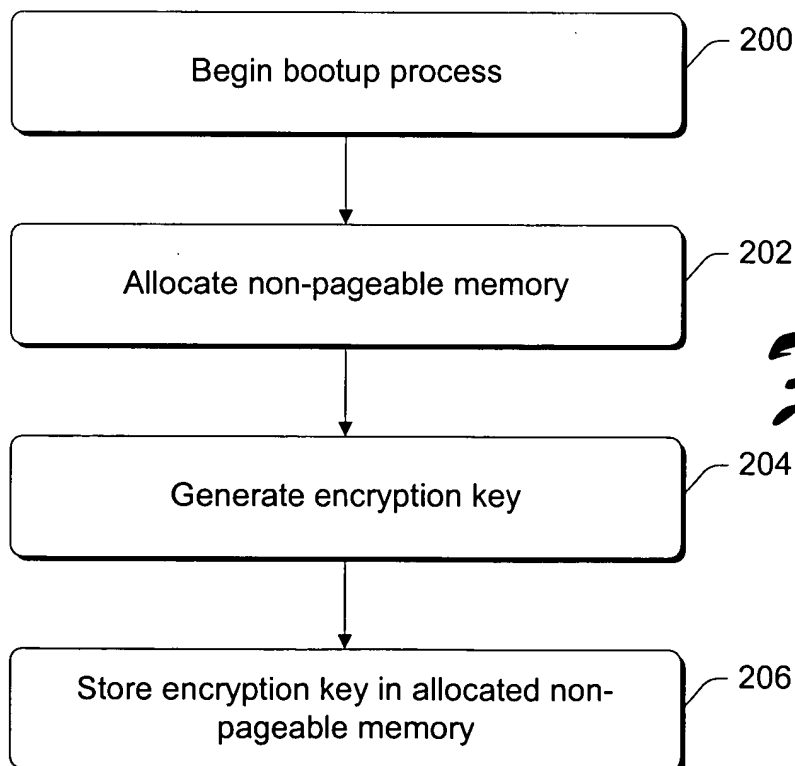 Begin bootup process
200
Allocate non-pageable memory
202
Generate encryption key
204
Store encryption key in allocated non-
pageable memory
206